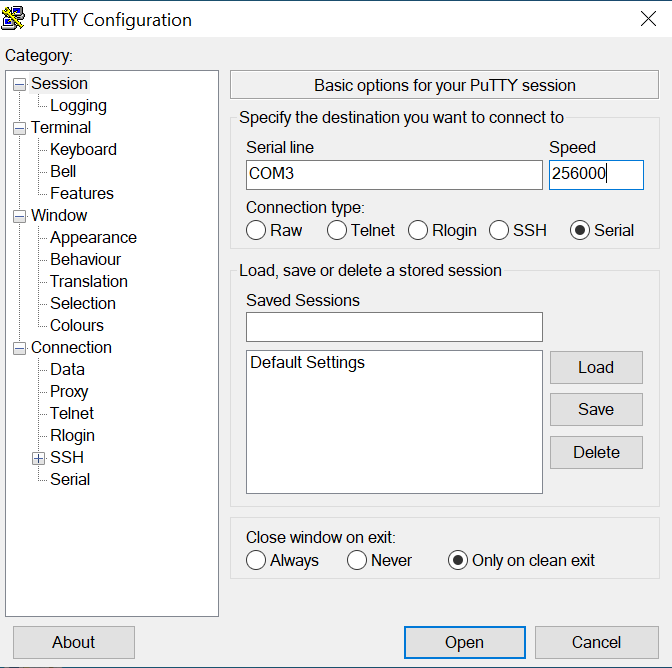 PuTTY Configuration
Category:
Session
Logging
Terminal
Keyboard
Bell
Features
Window
Appearance
Behaviour
Translation
Selection
Colours
Connection
Data
Proxy
Telnet
Rlogin
SSH
Serial
Basic options for your PuTTY session
Specify the destination you want to connect to
Serial line Speed
COM3 256000
Connection type:
Raw Telnet Rlogin SSH Serial
Load, save or delete a stored session
Saved Sessions
Default Settings
Load
Save
Delete
Close window on exit:
Always Never Only on clean exit
About Open Cancel